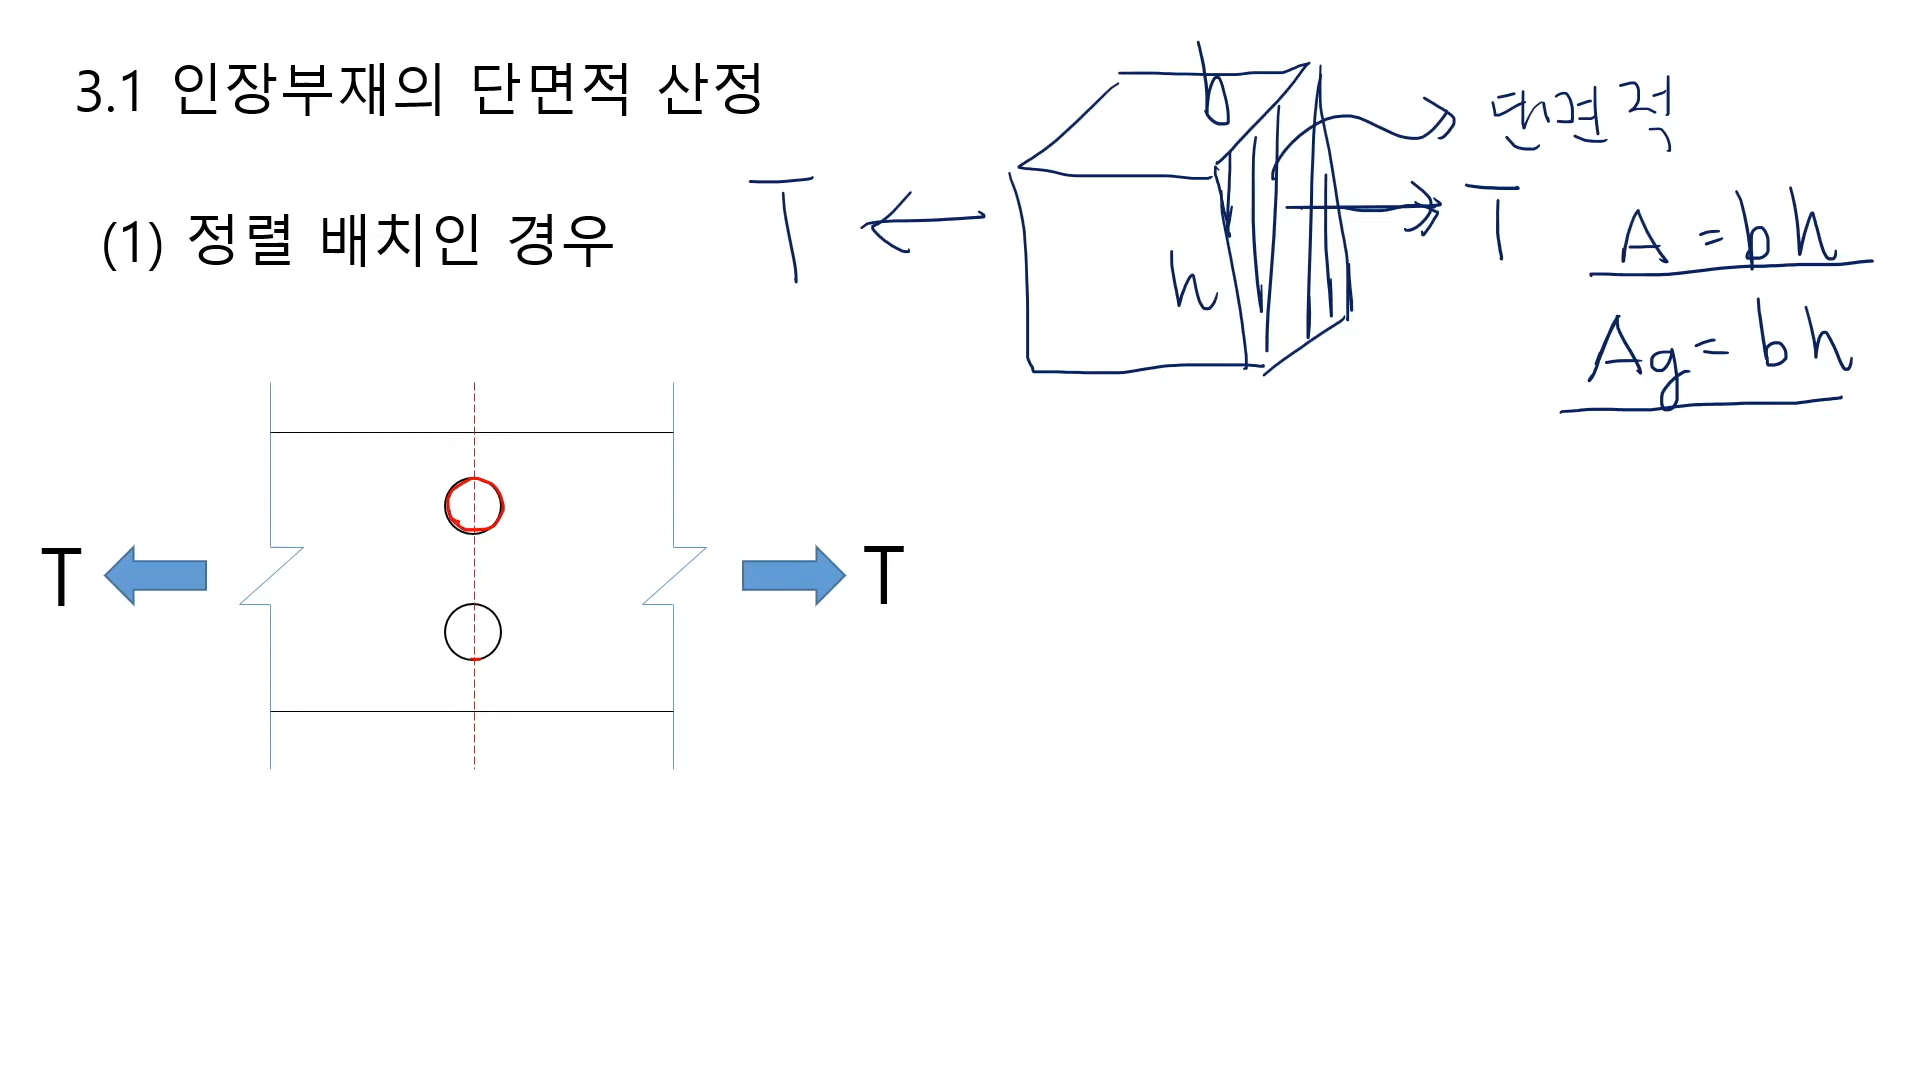 3.1 인장부재의 단면적 산정
(1) 정렬 배치인 경우
T
b
h
단면적
T
A = bh
Ag = bh
T
T